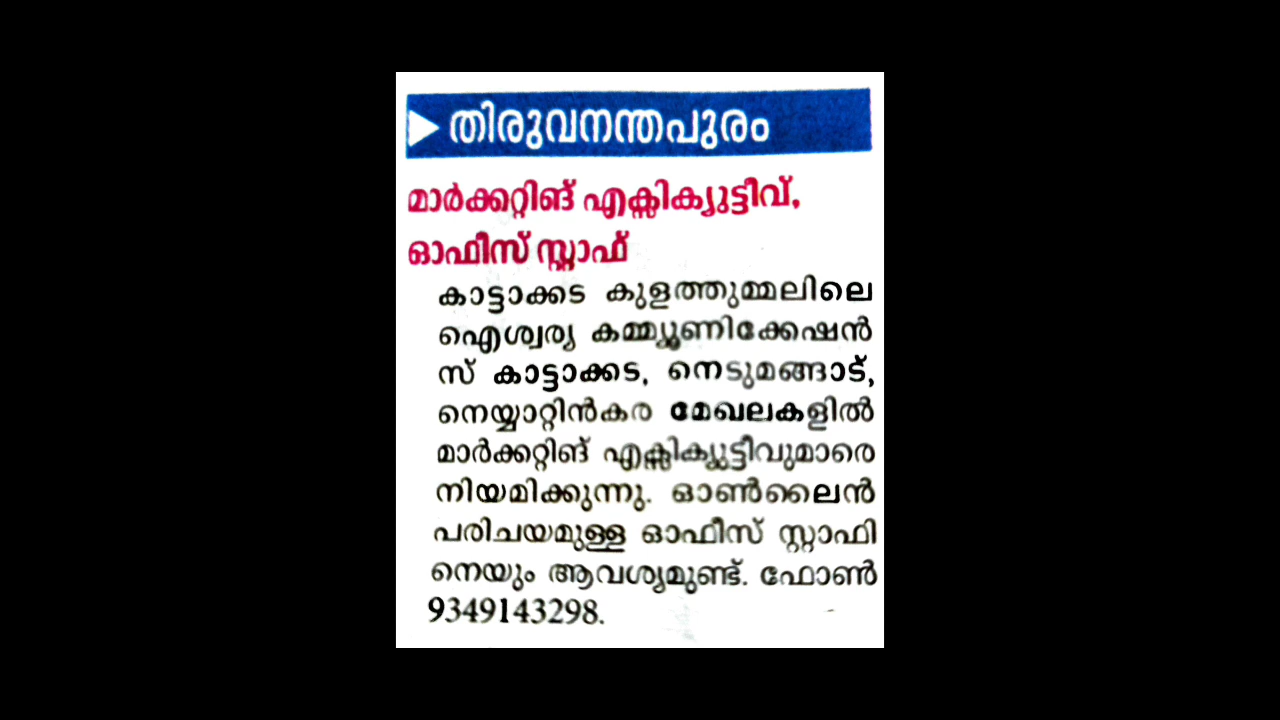 തിരുവനന്തപുരം
മാർക്കറ്റിങ് എക്സിക്യുട്ടീവ്,
ഓഫീസ് സ്റ്റാഫ്
കാട്ടാക്കട കുളത്തുമ്മലിലെ
ഐശ്വര്യ കമ്മ്യൂണിക്കേഷൻ
സ് കാട്ടാക്കട, നെടുമങ്ങാട്,
നെയ്യാറ്റിൻകര മേഖലകളിൽ
മാർക്കറ്റിങ് എക്സിക്യുട്ടീവുമാരെ
നിയമിക്കുന്നു. ഓൺലൈൻ
പരിചയമുള്ള ഓഫീസ് സ്റ്റാഫി
നെയും ആവശ്യമുണ്ട്. ഫോൺ
9349143298.